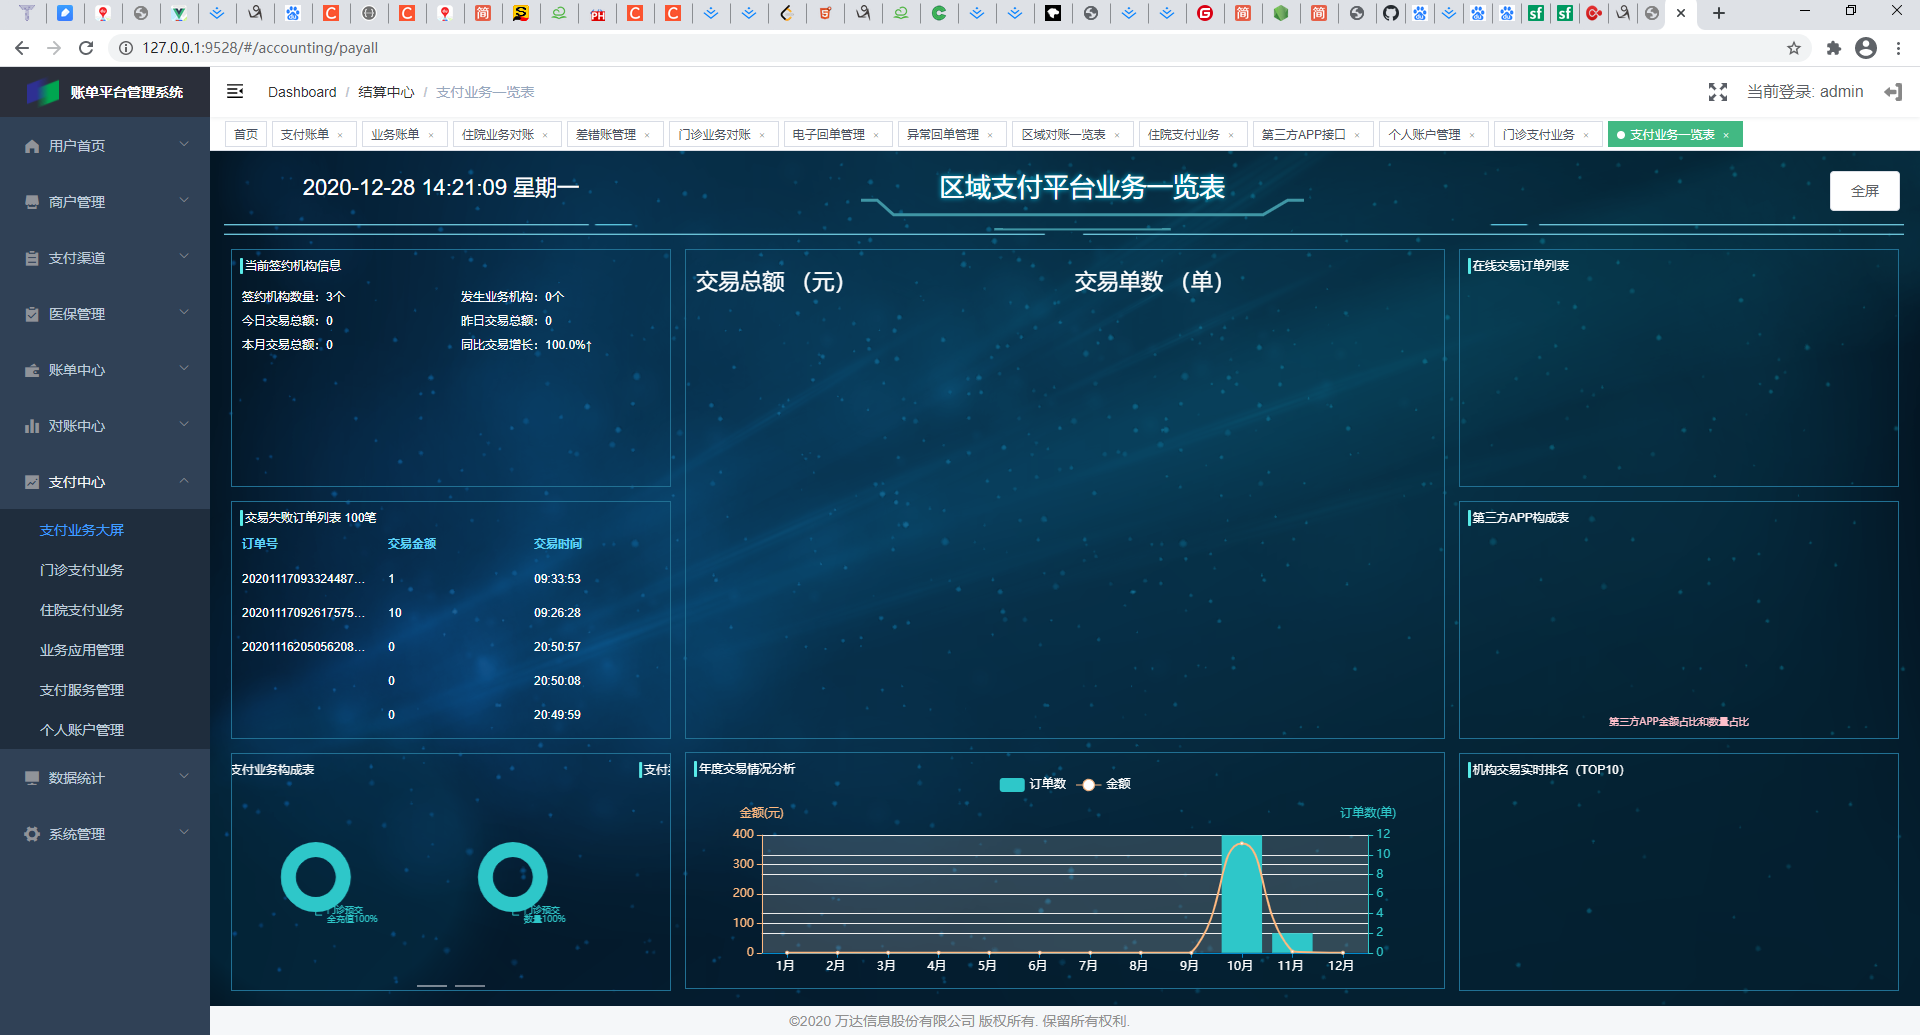 127.0.0.1:9528/#/accounting/payall
账单平台管理系统
Dashboard / 结算中心 / 支付业务一览表
当前登录: admin
首页 支付账单 × 业务账单 × 住院业务对账 × 差错账管理 × 门诊业务对账 × 电子回单管理 × 异常回单管理 × 区域对账一览表 × 住院支付业务 × 第三方APP接口 × 个人账户管理 × 门诊支付业务 × 支付业务一览表 ×
用户首页
商户管理
支付渠道
医保管理
账单中心
对账中心
支付中心
支付业务大屏
门诊支付业务
住院支付业务
业务应用管理
支付服务管理
个人账户管理
数据统计
系统管理
2020-12-28 14:21:09 星期一
区域支付平台业务一览表
全屏
当前签约机构信息
签约机构数量：3个 发生业务机构：0个
今日交易总额：0 昨日交易总额：0
本月交易总额：0 同比交易增长：100.0%↑
交易失败订单列表 100笔
订单号 交易金额 交易时间
20201117093324487... 1 09:33:53
20201117092617575... 10 09:26:28
20201116205056208... 0 20:50:57
0 20:50:08
0 20:49:59
支付业务构成表
门诊预交
金充值100%
门诊预交
数量100%
交易总额 （元）
交易单数 （单）
年度交易情况分析
订单数 金额
金额(元) 订单数(单)
400
300
200
100
0
12
10
8
6
4
2
0
1月 2月 3月 4月 5月 6月 7月 8月 9月 10月 11月 12月
在线交易订单列表
第三方APP构成表
第三方APP金额占比和数量占比
机构交易实时排名（TOP10）
©2020 万达信息股份有限公司 版权所有. 保留所有权利.